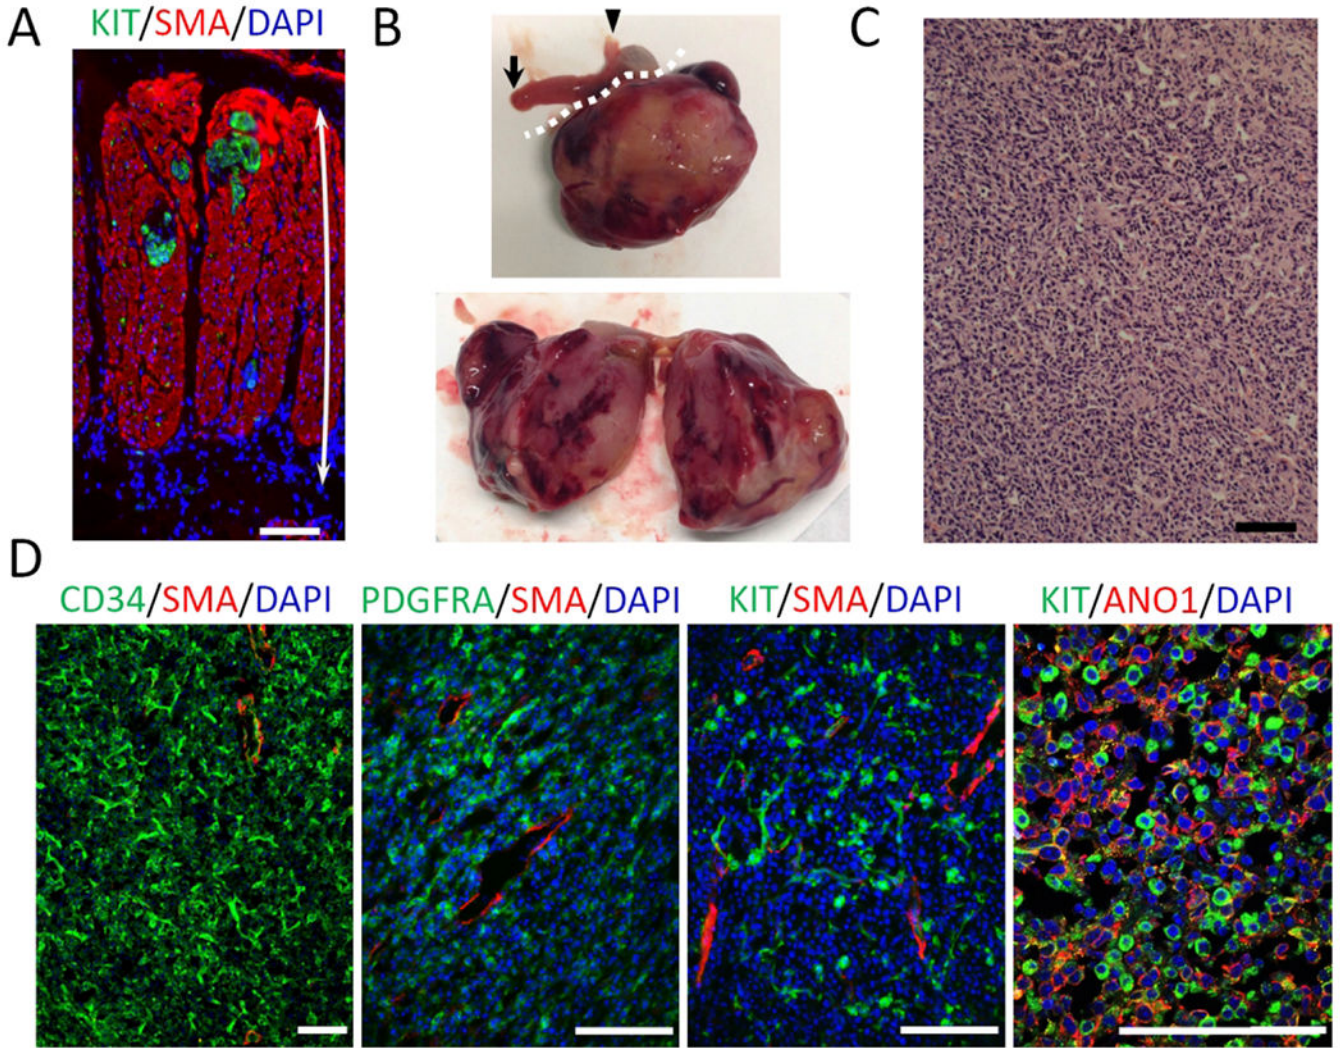 A
KIT/SMA/DAPI
B
C
D
CD34/SMA/DAPI
PDGFRA/SMA/DAPI
KIT/SMA/DAPI
KIT/ANO1/DAPI